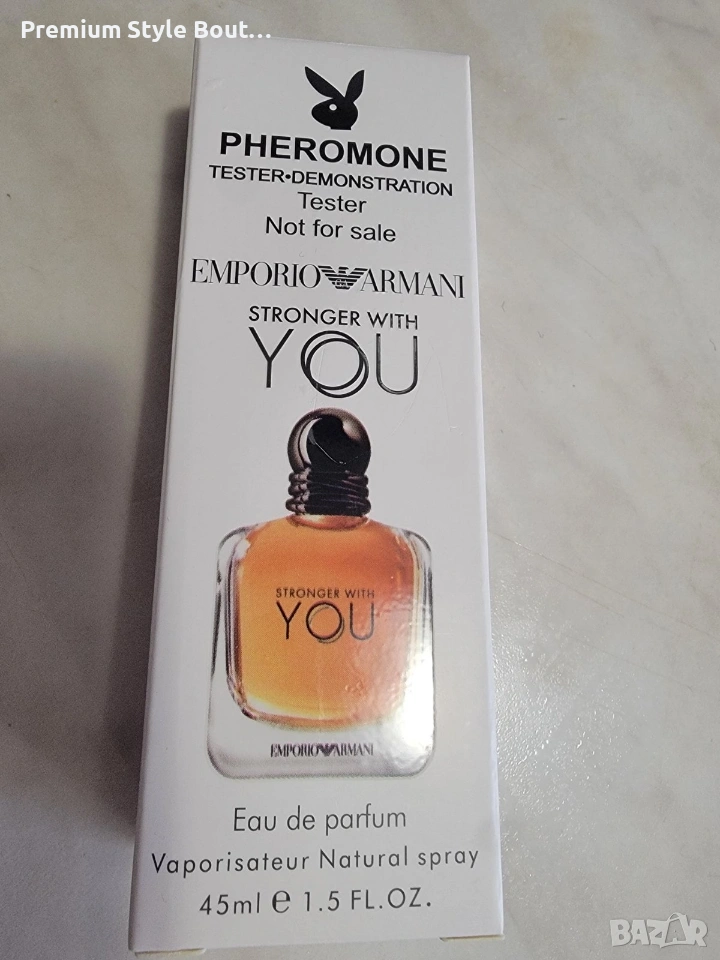 Premium Style Bout...
PHEROMONE
TESTER•DEMONSTRATION
Tester
Not for sale
EMPORIO ARMANI
STRONGER WITH
YOU
STRONGER WITH
YOU
EMPORIO ARMANI
Eau de parfum
Vaporisateur Natural spray
45ml e 1.5 FL.OZ.
BAZAR